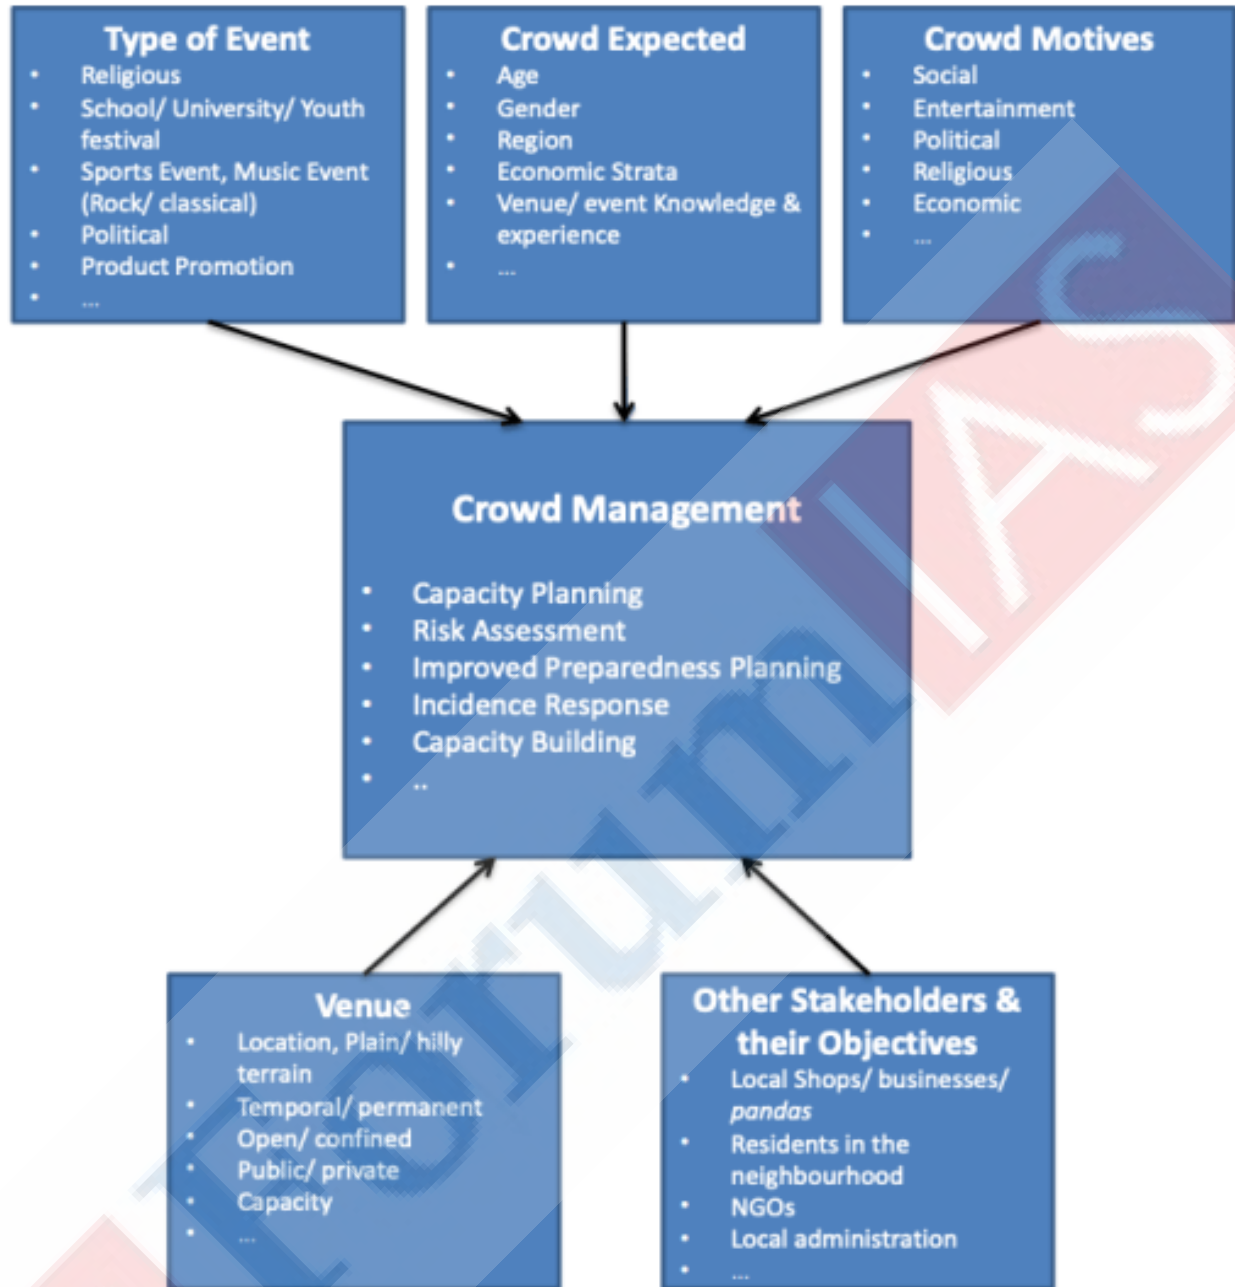 Type of Event
• Religious
• School/ University/ Youth
festival
• Sports Event, Music Event
(Rock/ classical)
• Political
• Product Promotion
• ...
Crowd Expected
• Age
• Gender
• Region
• Economic Strata
• Venue/ event Knowledge &
experience
• ...
Crowd Motives
• Social
• Entertainment
• Political
• Religious
• Economic
• ...
Crowd Management
• Capacity Planning
• Risk Assessment
• Improved Preparedness Planning
• Incidence Response
• Capacity Building
• ..
Venue
• Location, Plain/ hilly
terrain
• Temporal/ permanent
• Open/ confined
• Public/ private
• Capacity
• ...
Other Stakeholders &
their Objectives
• Local Shops/ businesses/
pandas
• Residents in the
neighbourhood
• NGOs
• Local administration
• ...
Forum IAS